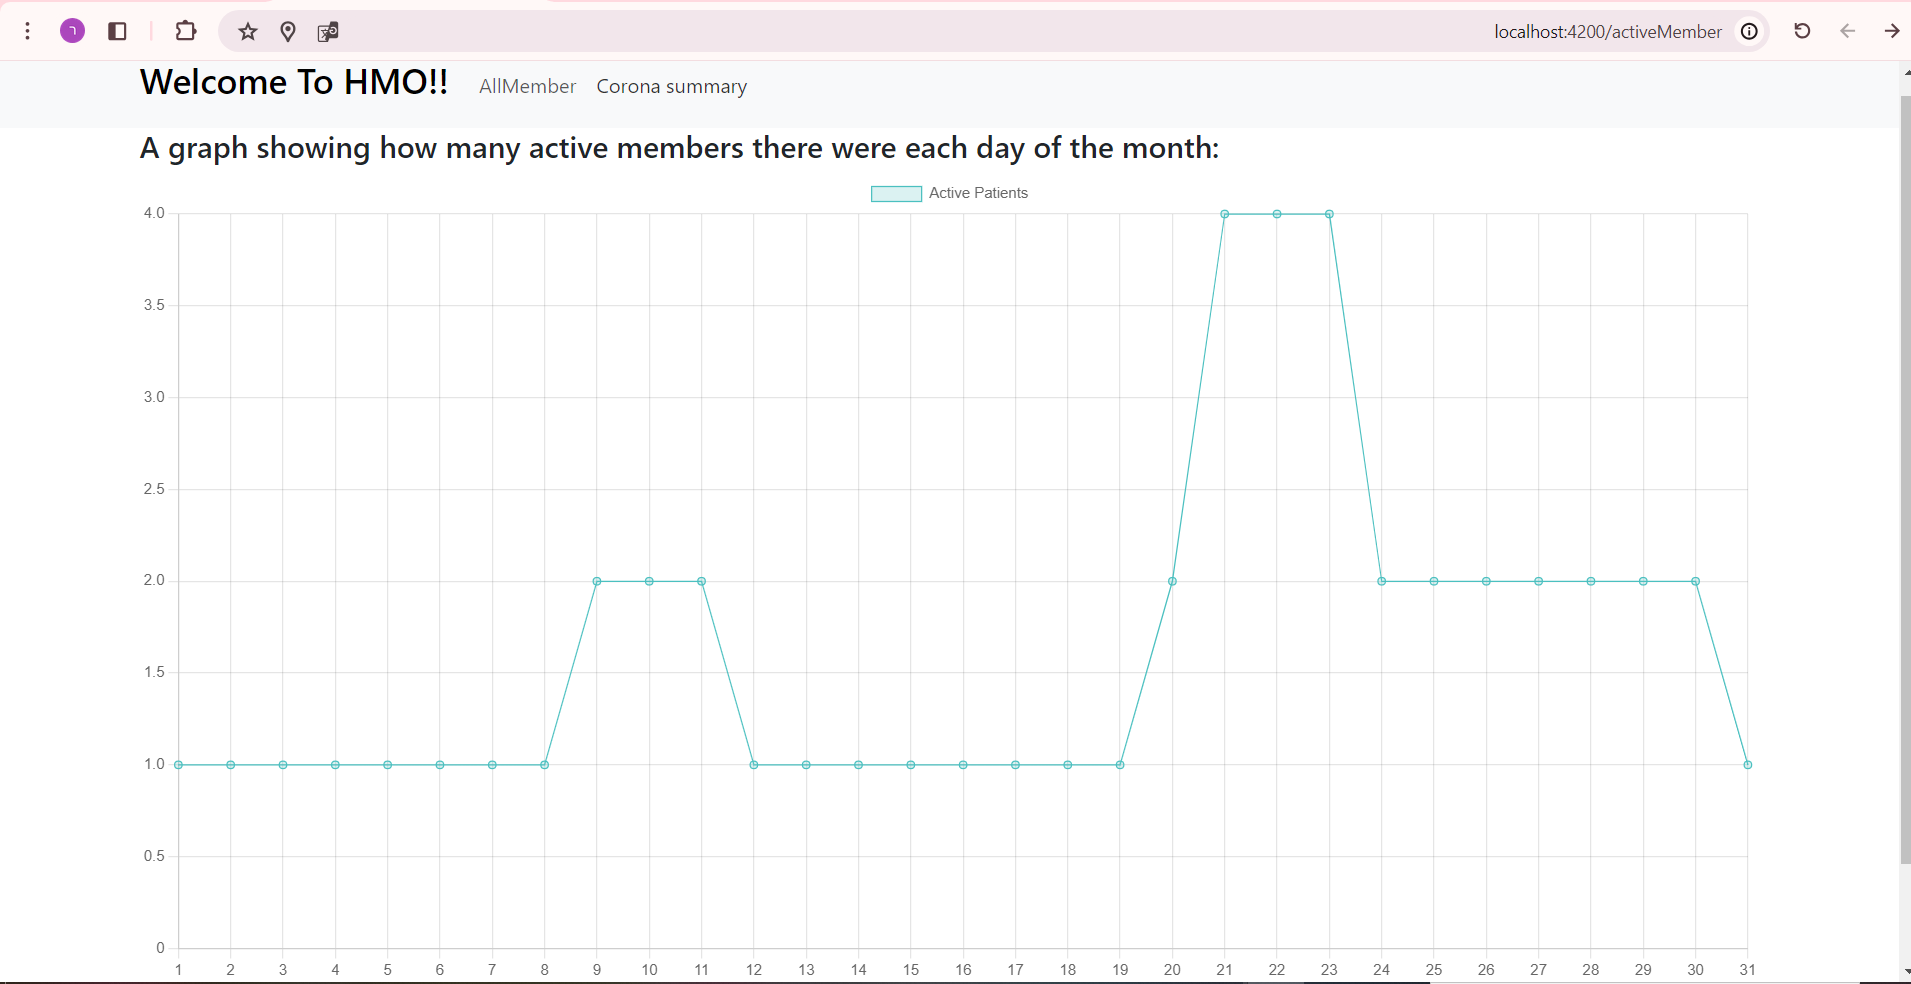 localhost:4200/activeMember
Welcome To HMO!! AllMember Corona summary
A graph showing how many active members there were each day of the month:
Active Patients
4.0
3.5
3.0
2.5
2.0
1.5
1.0
0.5
0
1 2 3 4 5 6 7 8 9 10 11 12 13 14 15 16 17 18 19 20 21 22 23 24 25 26 27 28 29 30 31